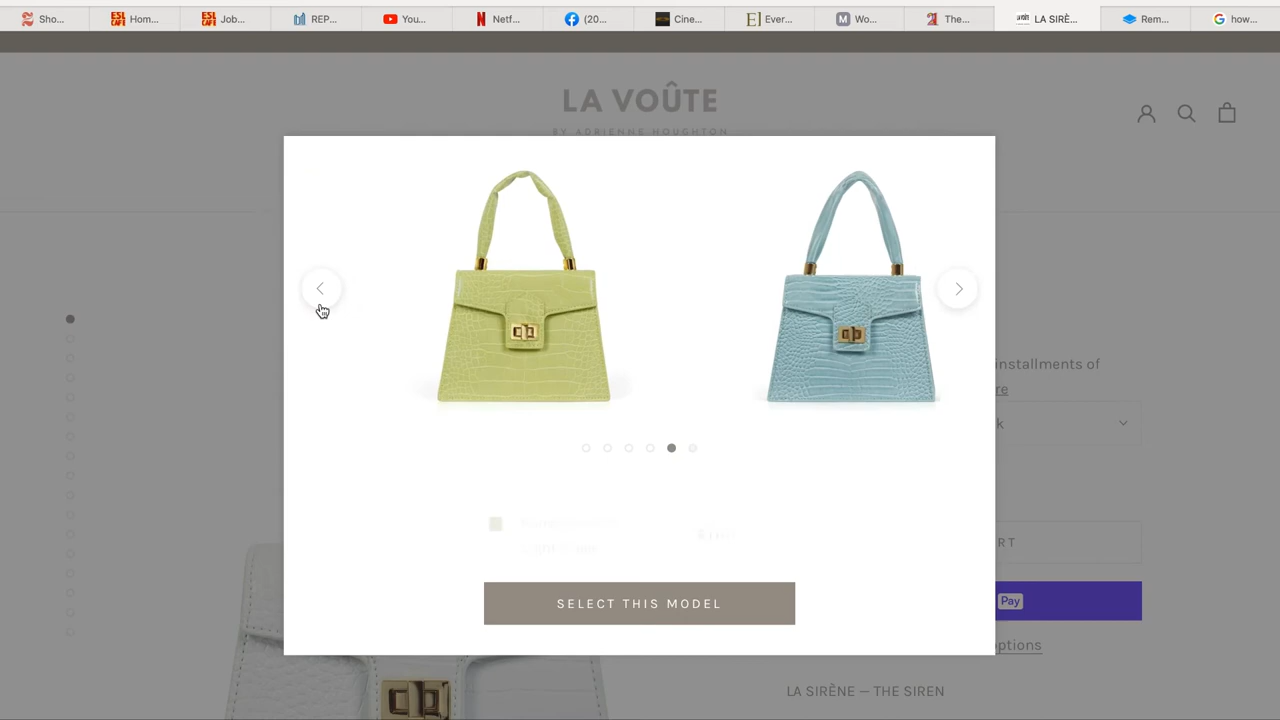 Sho...
Hom...
Job...
REP...
You...
Netf...
(20...
Cine...
Ever...
Wo...
The...
LA SIRÈ...
Rem...
how...
LA VOÛTE
BY ADRIENNE HOUGHTON
installments of
re
k
RT
SELECT THIS MODEL
Pay
options
LA SIRÈNE — THE SIREN